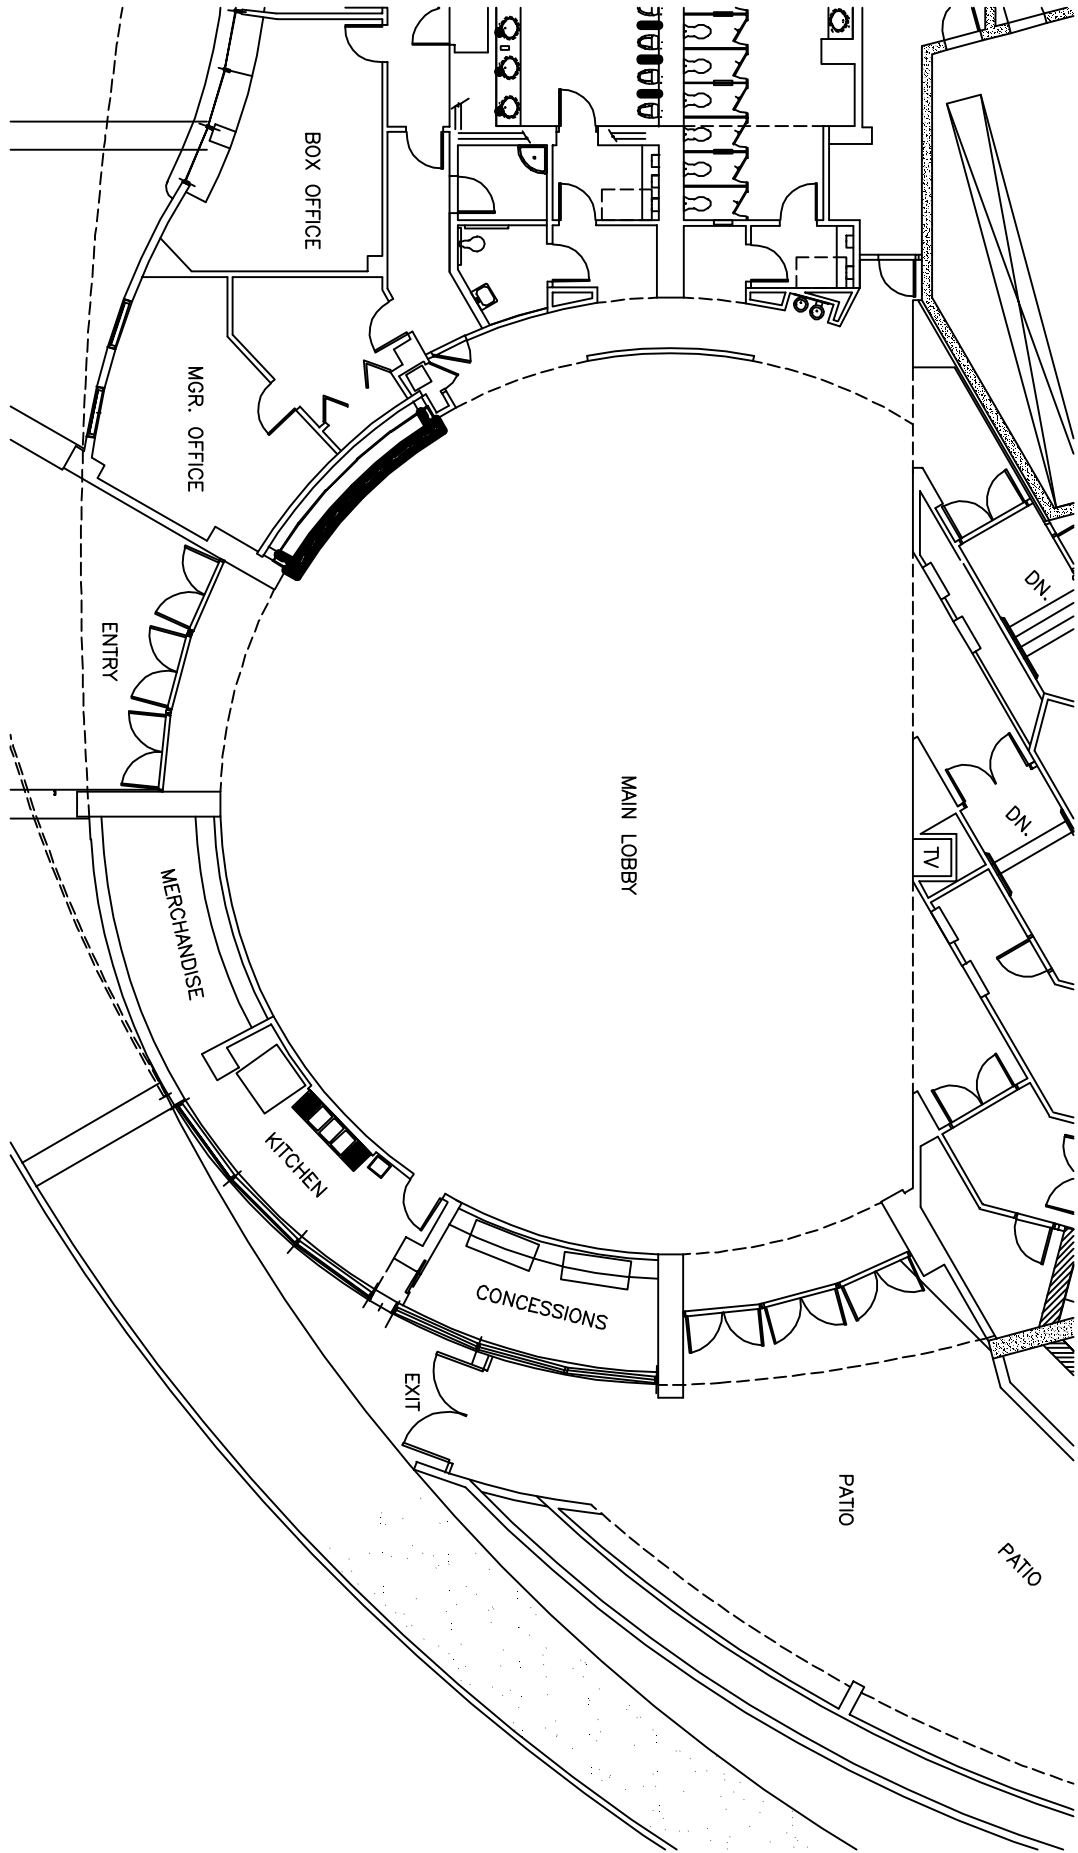 BOX OFFICE
MGR. OFFICE
ENTRY
MAIN LOBBY
DN.
DN.
TV
MERCHANDISE
KITCHEN
CONCESSIONS
EXIT
PATIO
PATIO